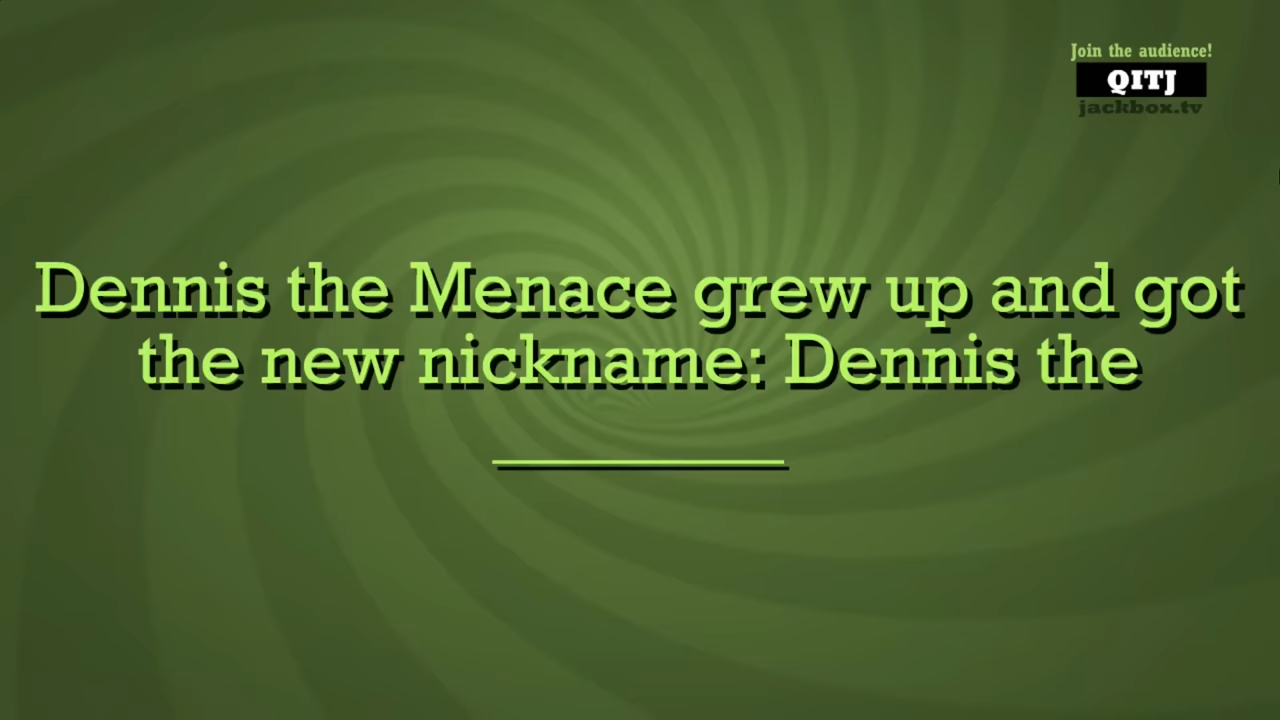 Join the audience!
QITJ
jackbox.tv
Dennis the Menace grew up and got
the new nickname: Dennis the